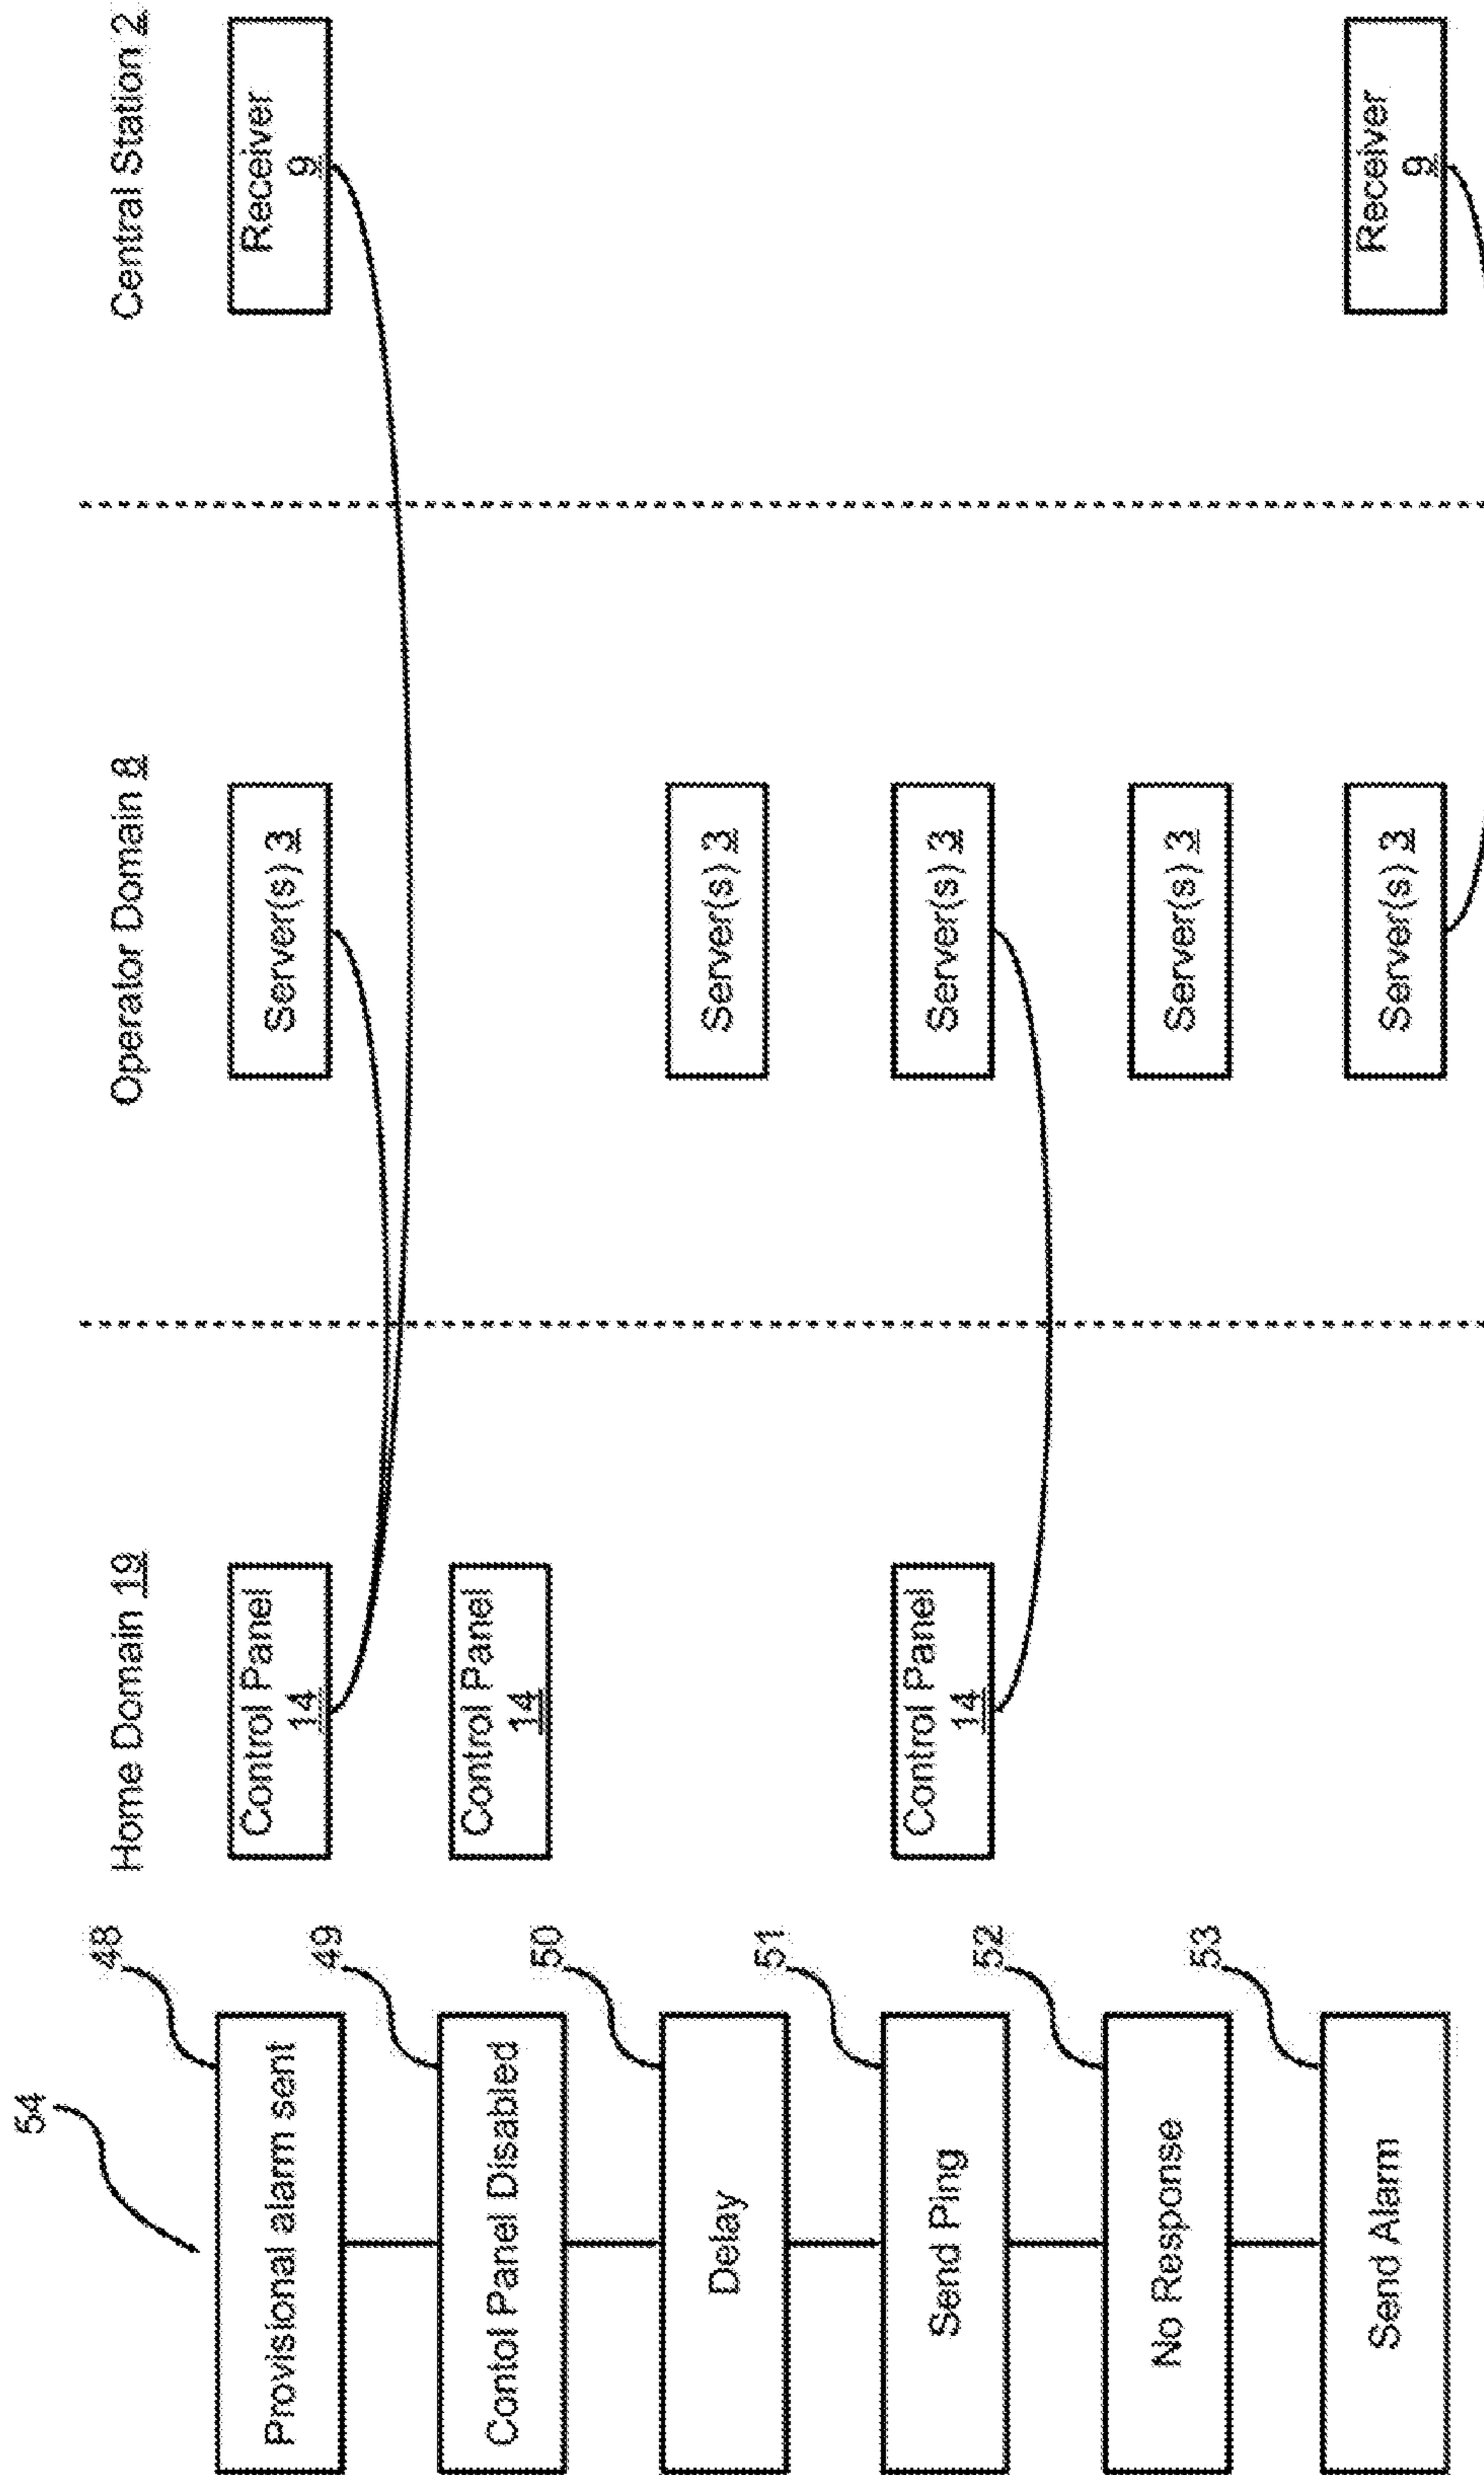 54
Home Domain 19
Operator Domain 8
Central Station 2
48
Provisional alarm sent
Control Panel
14
Server(s) 3
Receiver
9
49
Contol Panel Disabled
Control Panel
14
50
Delay
Server(s) 3
51
Send Ping
Control Panel
14
Server(s) 3
52
No Response
Server(s) 3
53
Send Alarm
Server(s) 3
Receiver
9